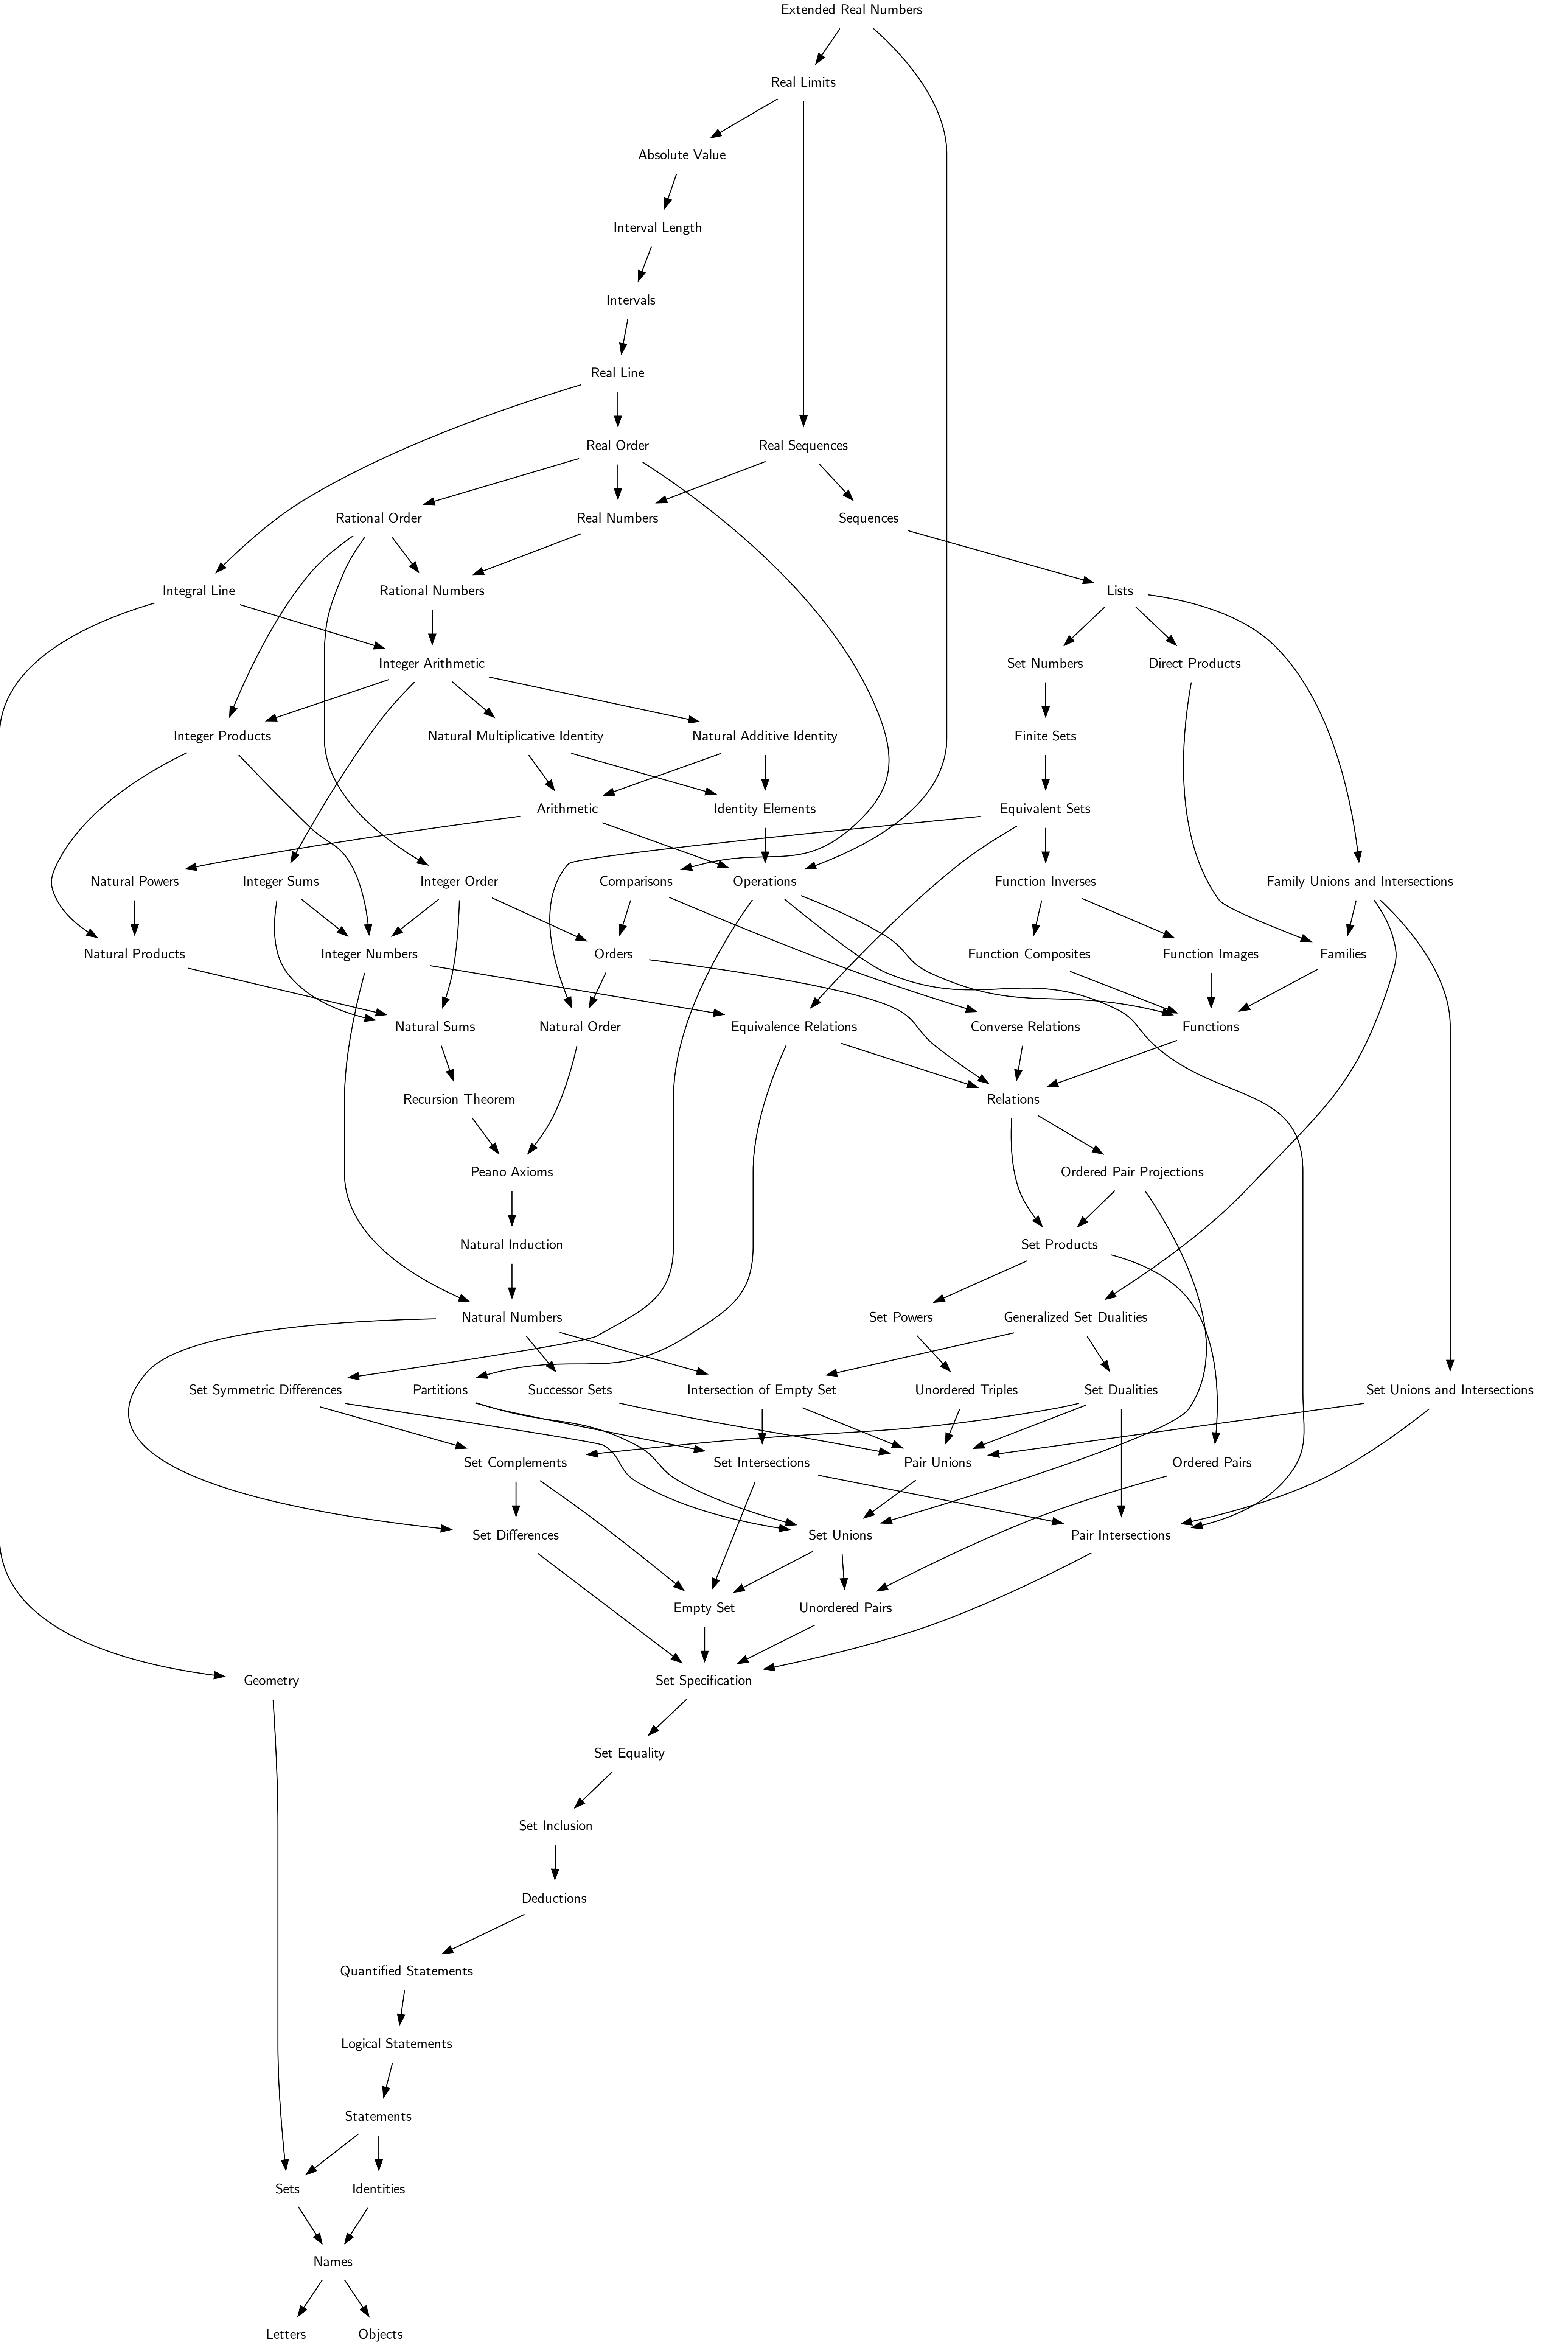 Extended Real Numbers
Real Limits
Absolute Value
Interval Length
Intervals
Real Line
Real Order
Real Sequences
Rational Order
Real Numbers
Sequences
Integral Line
Rational Numbers
Lists
Integer Arithmetic
Set Numbers
Direct Products
Integer Products
Natural Multiplicative Identity
Natural Additive Identity
Finite Sets
Arithmetic
Identity Elements
Equivalent Sets
Natural Powers
Integer Sums
Integer Order
Comparisons
Operations
Function Inverses
Family Unions and Intersections
Natural Products
Integer Numbers
Orders
Function Composites
Function Images
Families
Natural Sums
Natural Order
Equivalence Relations
Converse Relations
Functions
Recursion Theorem
Relations
Peano Axioms
Ordered Pair Projections
Natural Induction
Set Products
Natural Numbers
Set Powers
Generalized Set Dualities
Set Symmetric Differences
Partitions
Successor Sets
Intersection of Empty Set
Unordered Triples
Set Dualities
Set Unions and Intersections
Set Complements
Set Intersections
Pair Unions
Ordered Pairs
Set Differences
Set Unions
Pair Intersections
Empty Set
Unordered Pairs
Geometry
Set Specification
Set Equality
Set Inclusion
Deductions
Quantified Statements
Logical Statements
Statements
Sets
Identities
Names
Letters
Objects